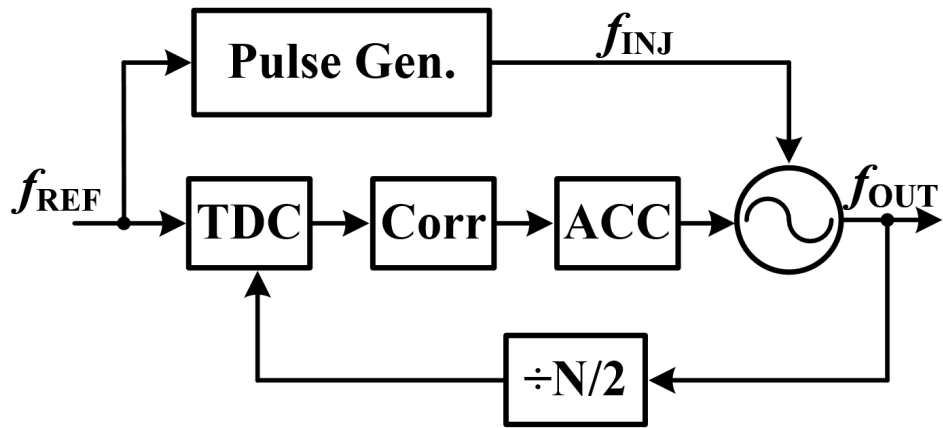 Pulse Gen.
fINJ
fREF
TDC
Corr
ACC
fOUT
÷N/2